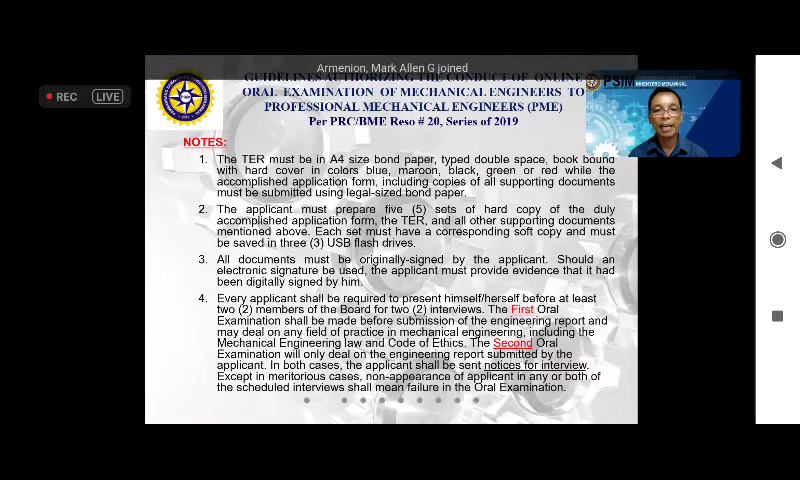 Armenion, Mark Allen G joined
REC LIVE
GUIDELINES AUTHORIZING THE CONDUCT OF ONLINE
ORAL EXAMINATION OF MECHANICAL ENGINEERS TO
PROFESSIONAL MECHANICAL ENGINEERS (PME)
Per PRC/BME Reso # 20, Series of 2019
PSIM
INHENYERO MEKANIKAL
NOTES:
1. The TER must be in A4 size bond paper, typed double space, book bound
with hard cover in colors blue, maroon, black, green or red while the
accomplished application form, including copies of all supporting documents
must be submitted using legal-sized bond paper.
2. The applicant must prepare five (5) sets of hard copy of the duly
accomplished application form, the TER, and all other supporting documents
mentioned above. Each set must have a corresponding soft copy and must
be saved in three (3) USB flash drives.
3. All documents must be originally-signed by the applicant. Should an
electronic signature be used, the applicant must provide evidence that it had
been digitally signed by him.
4. Every applicant shall be required to present himself/herself before at least
two (2) members of the Board for two (2) interviews. The First Oral
Examination shall be made before submission of the engineering report and
may deal on any field of practice in mechanical engineering, including the
Mechanical Engineering law and Code of Ethics. The Second Oral
Examination will only deal on the engineering report submitted by the
applicant. In both cases, the applicant shall be sent notices for interview.
Except in meritorious cases, non-appearance of applicant in any or both of
the scheduled interviews shall mean failure in the Oral Examination.